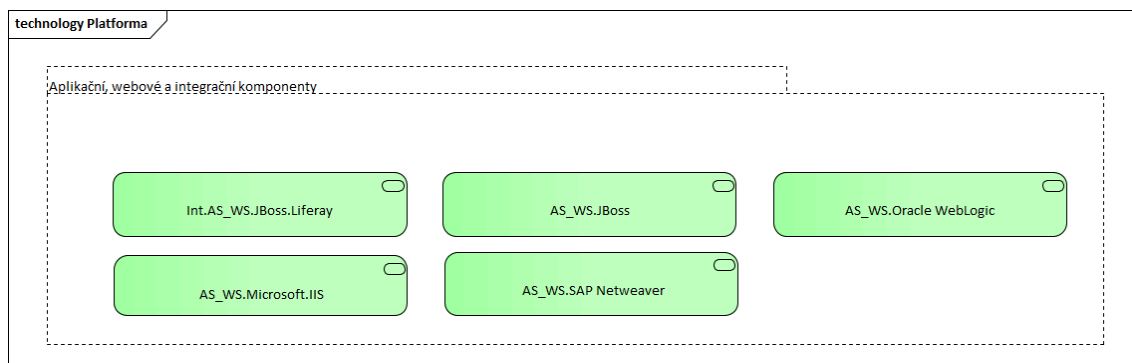 technology Platforma
Aplikační, webové a integrační komponenty
Int.AS_WS.JBoss.Liferay
AS_WS.JBoss
AS_WS.Oracle WebLogic
AS_WS.Microsoft.IIS
AS_WS.SAP Netweaver